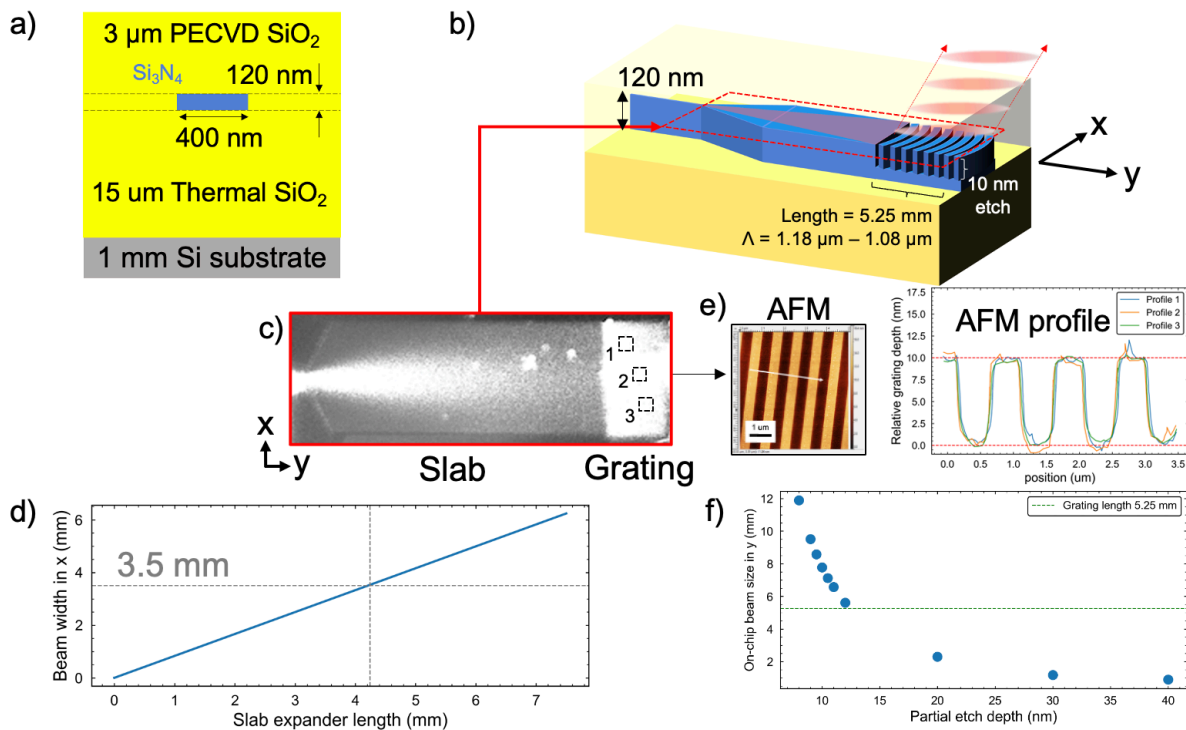 a)
3 µm PECVD SiO₂
Si₃N₄
120 nm
400 nm
15 um Thermal SiO₂
1 mm Si substrate
b)
120 nm
x
y
10 nm
etch
Length = 5.25 mm
Λ = 1.18 µm – 1.08 µm
c)
1
2
3
x
y
Slab
Grating
e)
AFM
1 um
AFM profile
Profile 1
Profile 2
Profile 3
Relative grating depth (nm)
17.5
15.0
12.5
10.0
7.5
5.0
2.5
0.0
0.0 0.5 1.0 1.5 2.0 2.5 3.0 3.5
position (um)
d)
3.5 mm
Beam width in x (mm)
6
4
2
0
0 1 2 3 4 5 6 7
Slab expander length (mm)
f)
Grating length 5.25 mm
On-chip beam size in y (mm)
12
10
8
6
4
2
10 15 20 25 30 35 40
Partial etch depth (nm)